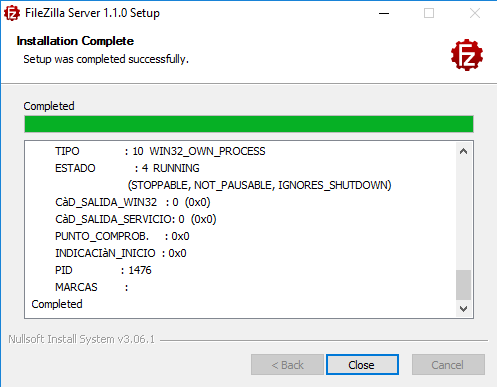 FileZilla Server 1.1.0 Setup
Installation Complete
Setup was completed successfully.
FZ
Completed
TIPO : 10 WIN32_OWN_PROCESS
ESTADO : 4 RUNNING
(STOPPABLE, NOT_PAUSABLE, IGNORES_SHUTDOWN)
CàD_SALIDA_WIN32 : 0 (0x0)
CàD_SALIDA_SERVICIO: 0 (0x0)
PUNTO_COMPROB. : 0x0
INDICACIàN_INICIO : 0x0
PID : 1476
MARCAS :
Completed
Nullsoft Install System v3.06.1
< Back Close Cancel